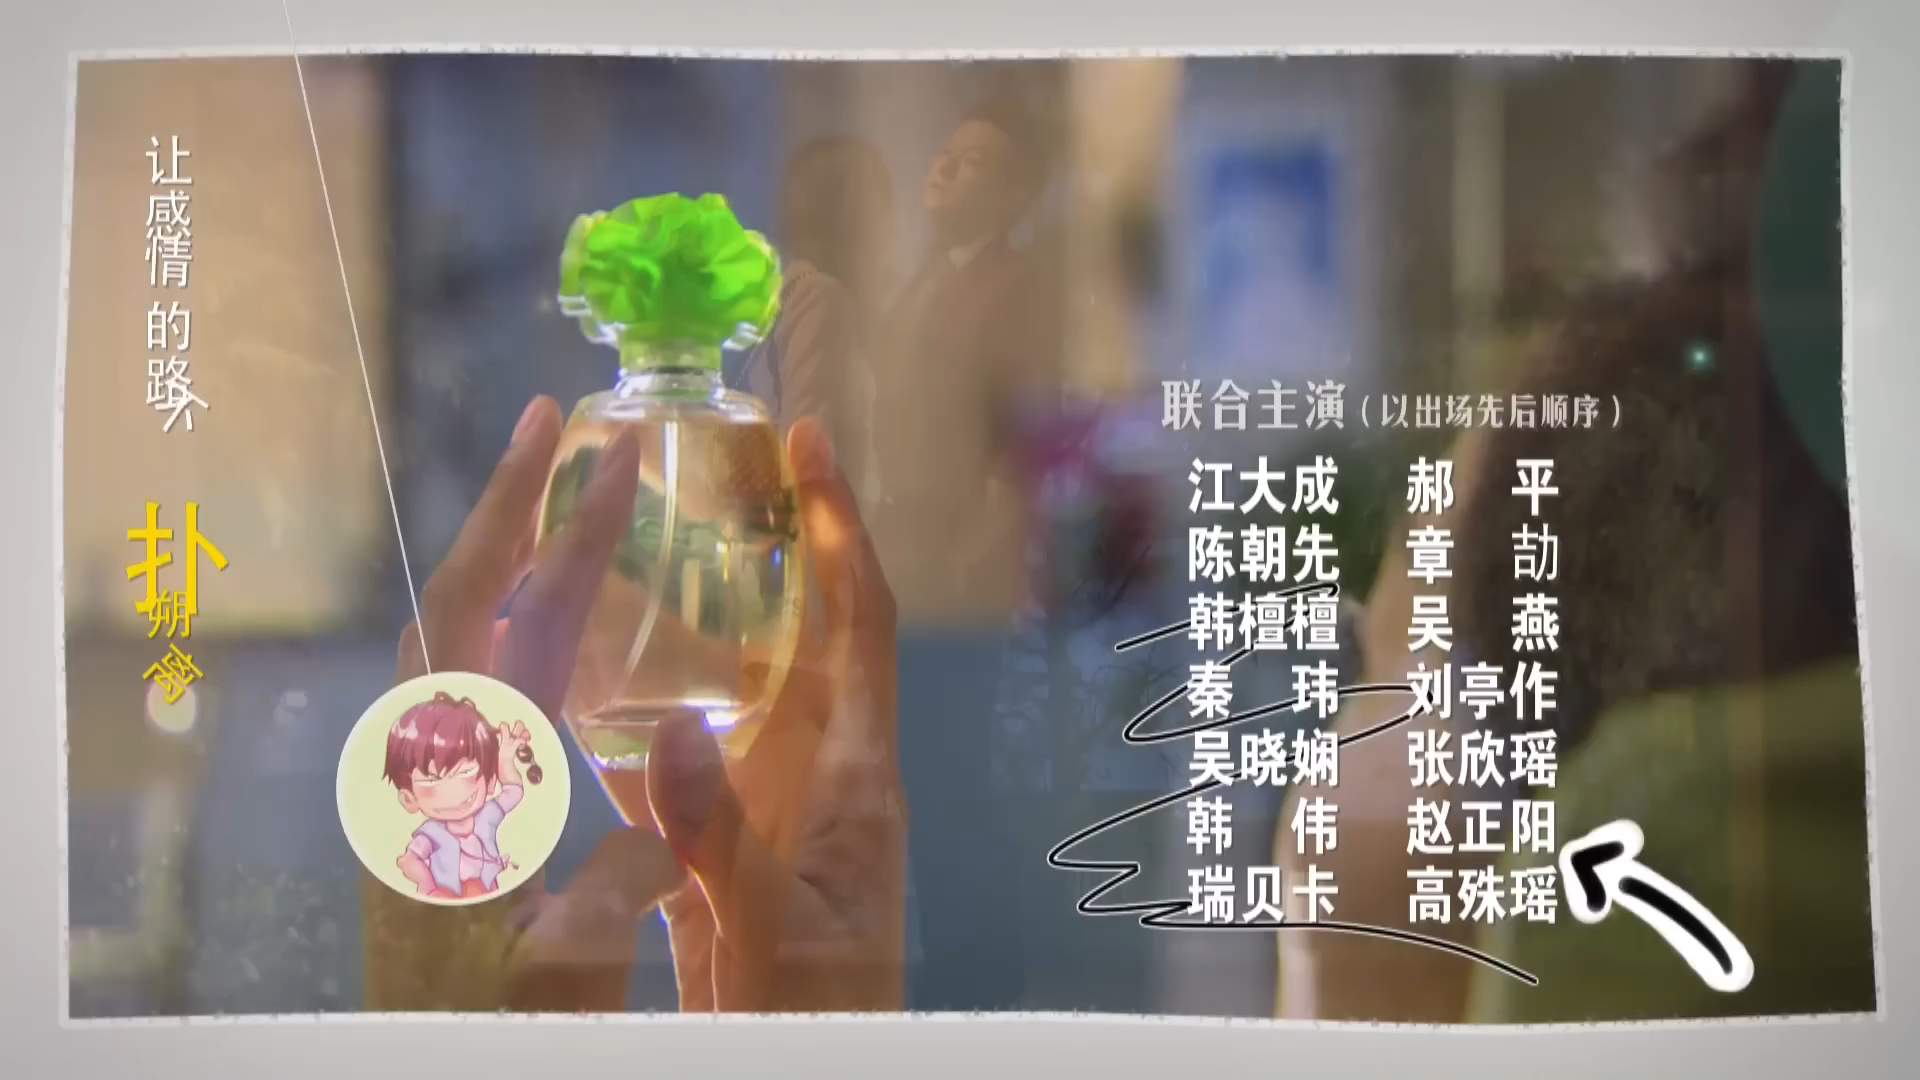 让感情的路
扑朔离
联合主演（以出场先后顺序）
江大成 郝平
陈朝先 章劼
韩檀檀 吴燕
秦玮 刘亭作
吴晓娴 张欣瑶
韩伟 赵正阳
瑞贝卡 高殊瑶